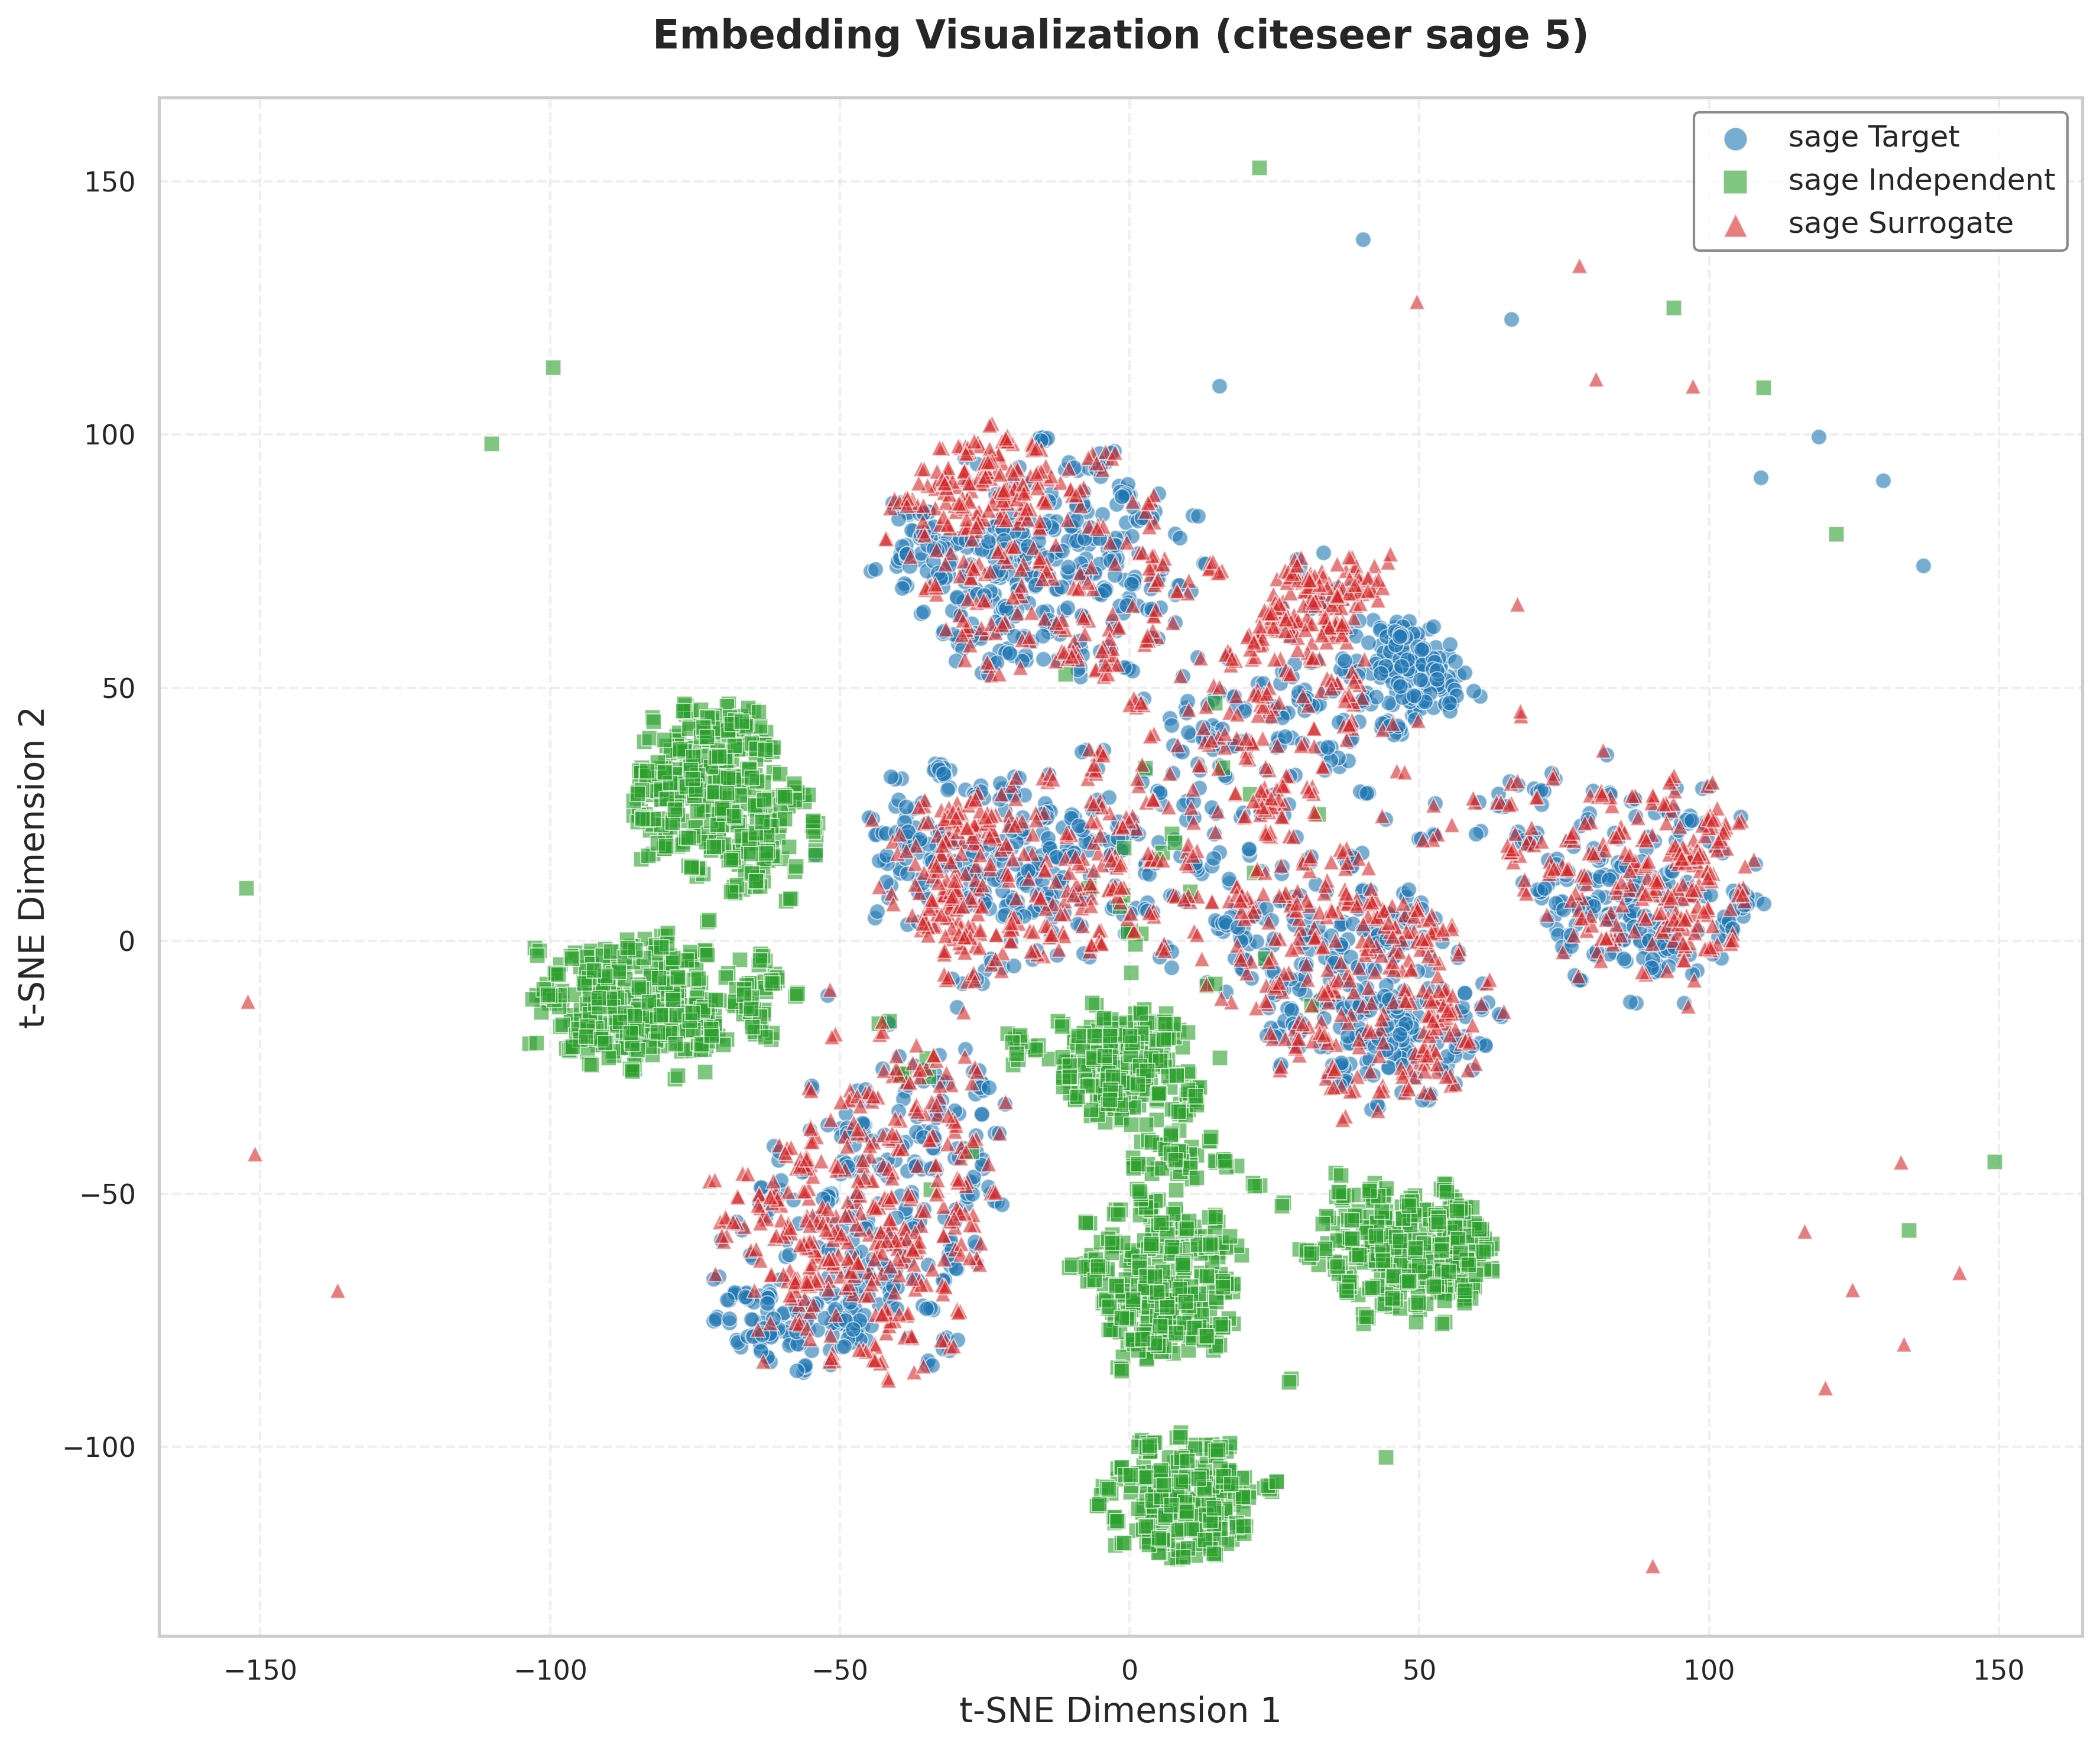 Embedding Visualization (citeseer sage 5)
sage Target
sage Independent
sage Surrogate
150
100
50
0
−50
−100
t-SNE Dimension 2
−150
−100
−50
0
50
100
150
t-SNE Dimension 1